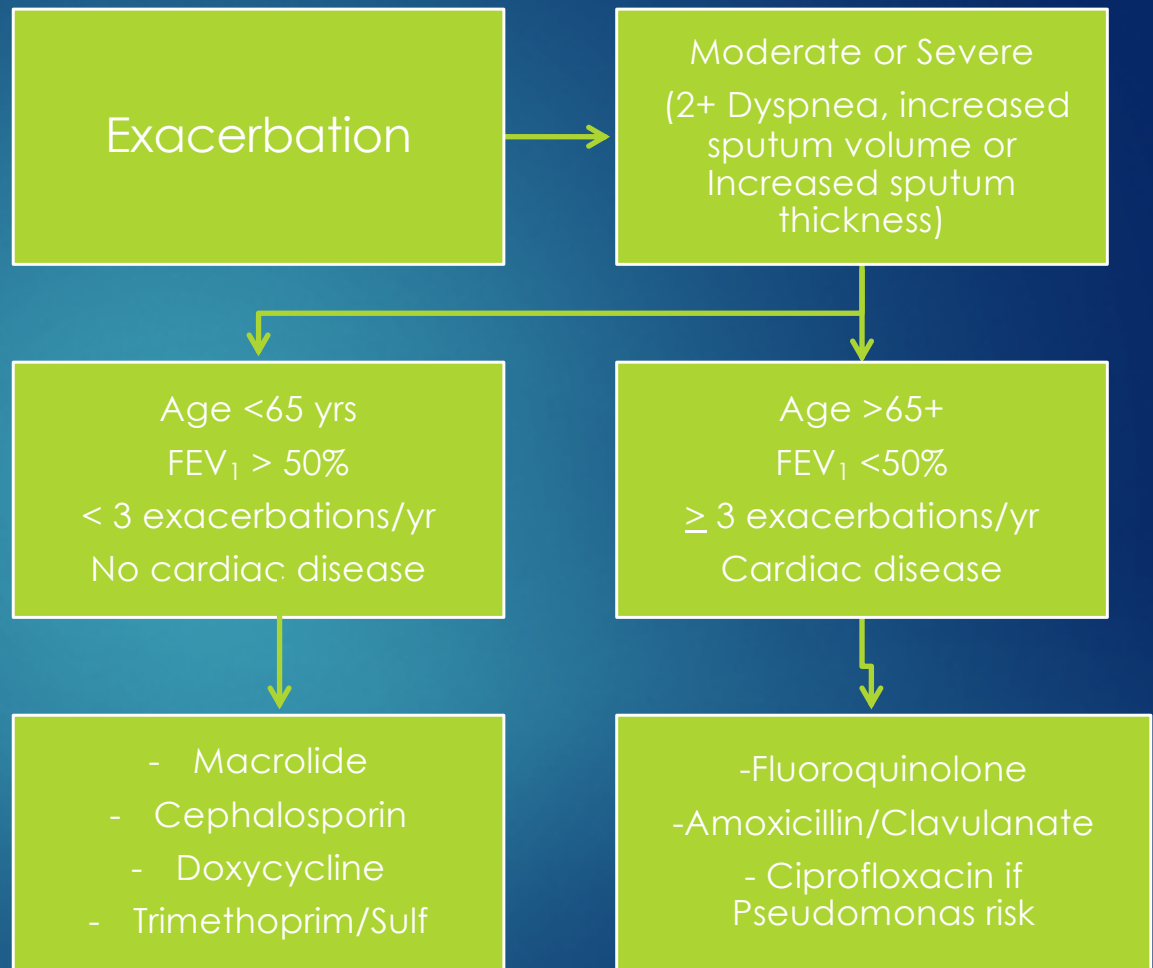 Exacerbation
Moderate or Severe
(2+ Dyspnea, increased
sputum volume or
Increased sputum
thickness)
Age <65 yrs
FEV₁ > 50%
< 3 exacerbations/yr
No cardiac disease
Age >65+
FEV₁ <50%
≥ 3 exacerbations/yr
Cardiac disease
- Macrolide
- Cephalosporin
- Doxycycline
- Trimethoprim/Sulf
-Fluoroquinolone
-Amoxicillin/Clavulanate
- Ciprofloxacin if
Pseudomonas risk